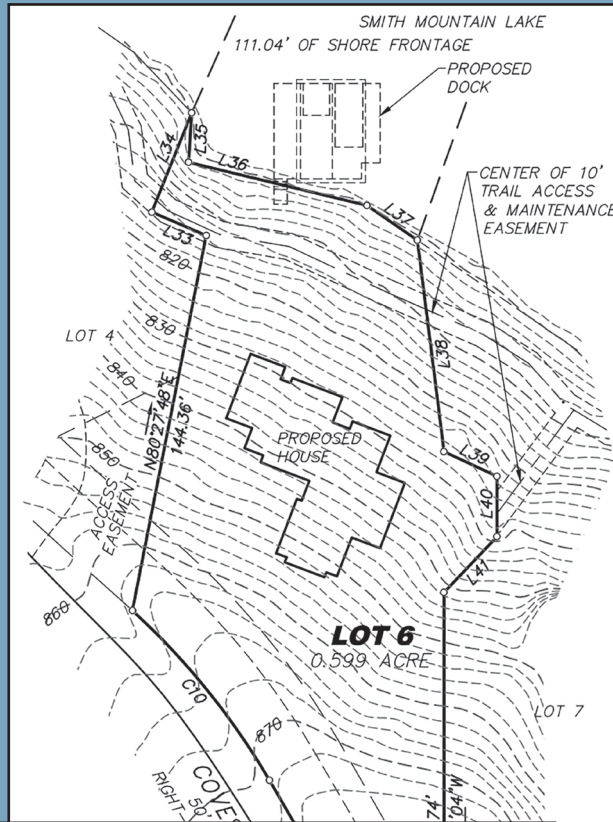 SMITH MOUNTAIN LAKE
111.04' OF SHORE FRONTAGE
PROPOSED
DOCK
L34
L35
L36
L37
CENTER OF 10'
TRAIL ACCESS
& MAINTENANCE
EASEMENT
L33
820
830
LOT 4
840
850
N80°27'48"E
144.36'
ACCESS
EASEMENT
PROPOSED
HOUSE
L38
L39
L40
L41
860
LOT 6
0.599 ACRE
C10
870
LOT 7
COVE
RIGHT-
50'
74'
'04"W